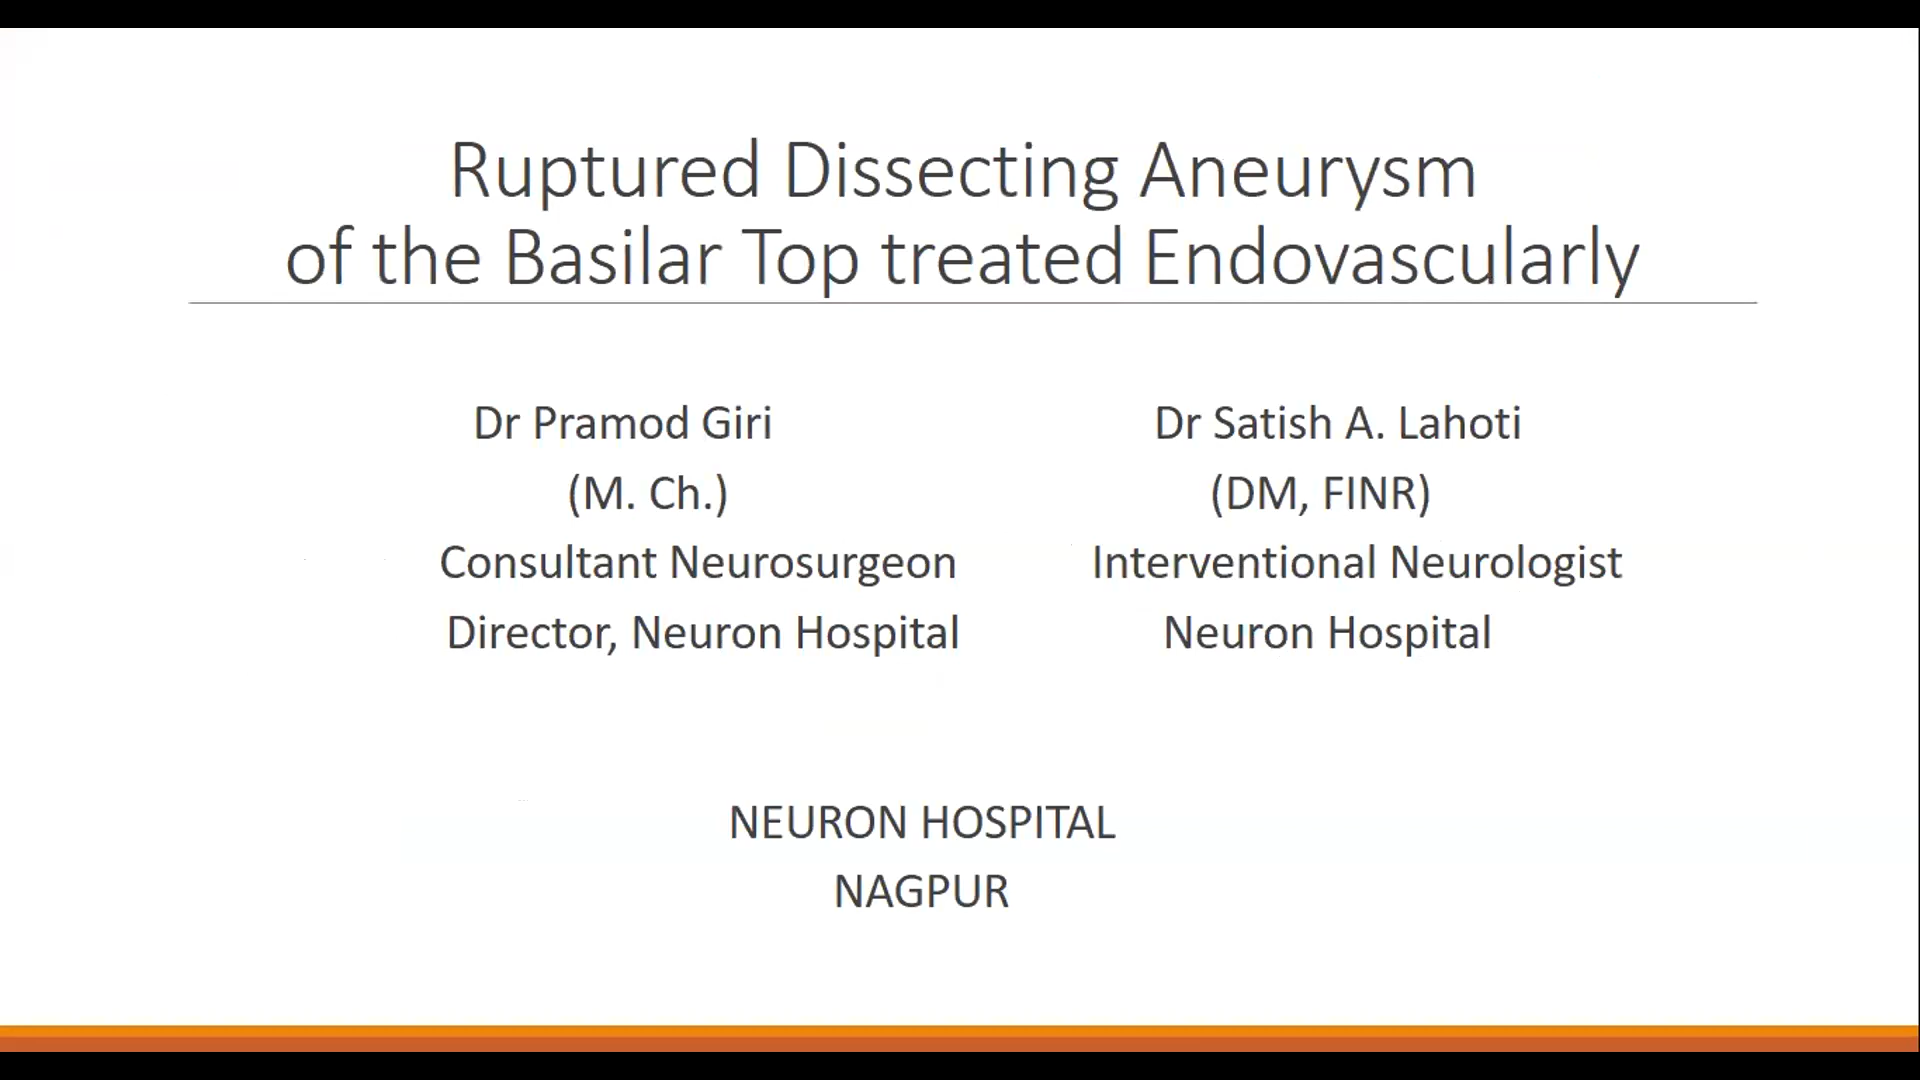 Ruptured Dissecting Aneurysm
of the Basilar Top treated Endovascularly
Dr Pramod Giri
(M. Ch.)
Consultant Neurosurgeon
Director, Neuron Hospital
Dr Satish A. Lahoti
(DM, FINR)
Interventional Neurologist
Neuron Hospital
NEURON HOSPITAL
NAGPUR